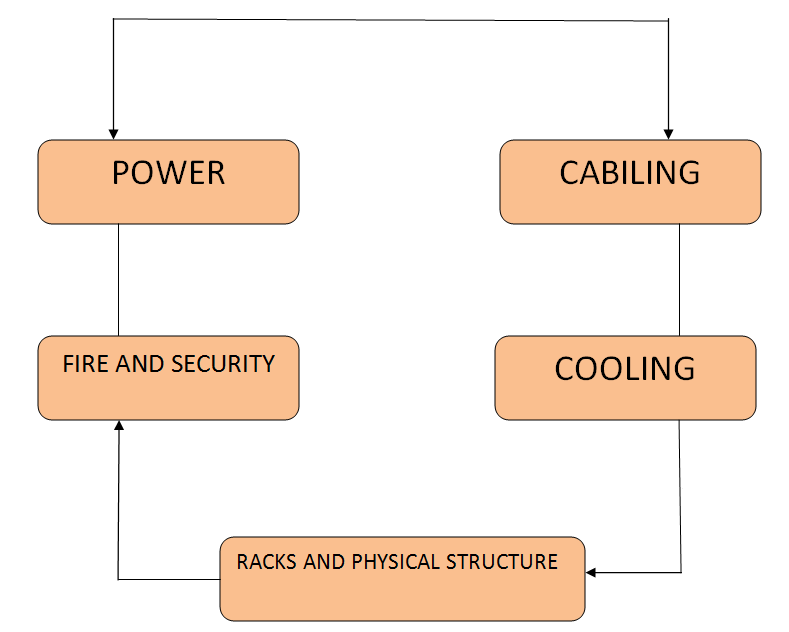 POWER
CABILING
FIRE AND SECURITY
COOLING
RACKS AND PHYSICAL STRUCTURE